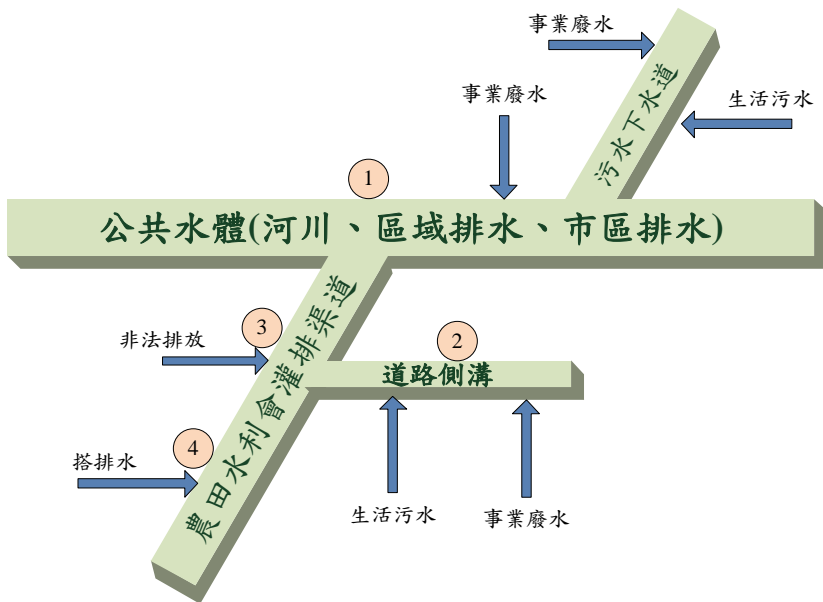 事業廢水
事業廢水
生活污水
污水下水道
1
公共水體(河川、區域排水、市區排水)
非法排放
3
農田水利會灌排渠道
2
道路側溝
搭排水
4
生活污水
事業廢水